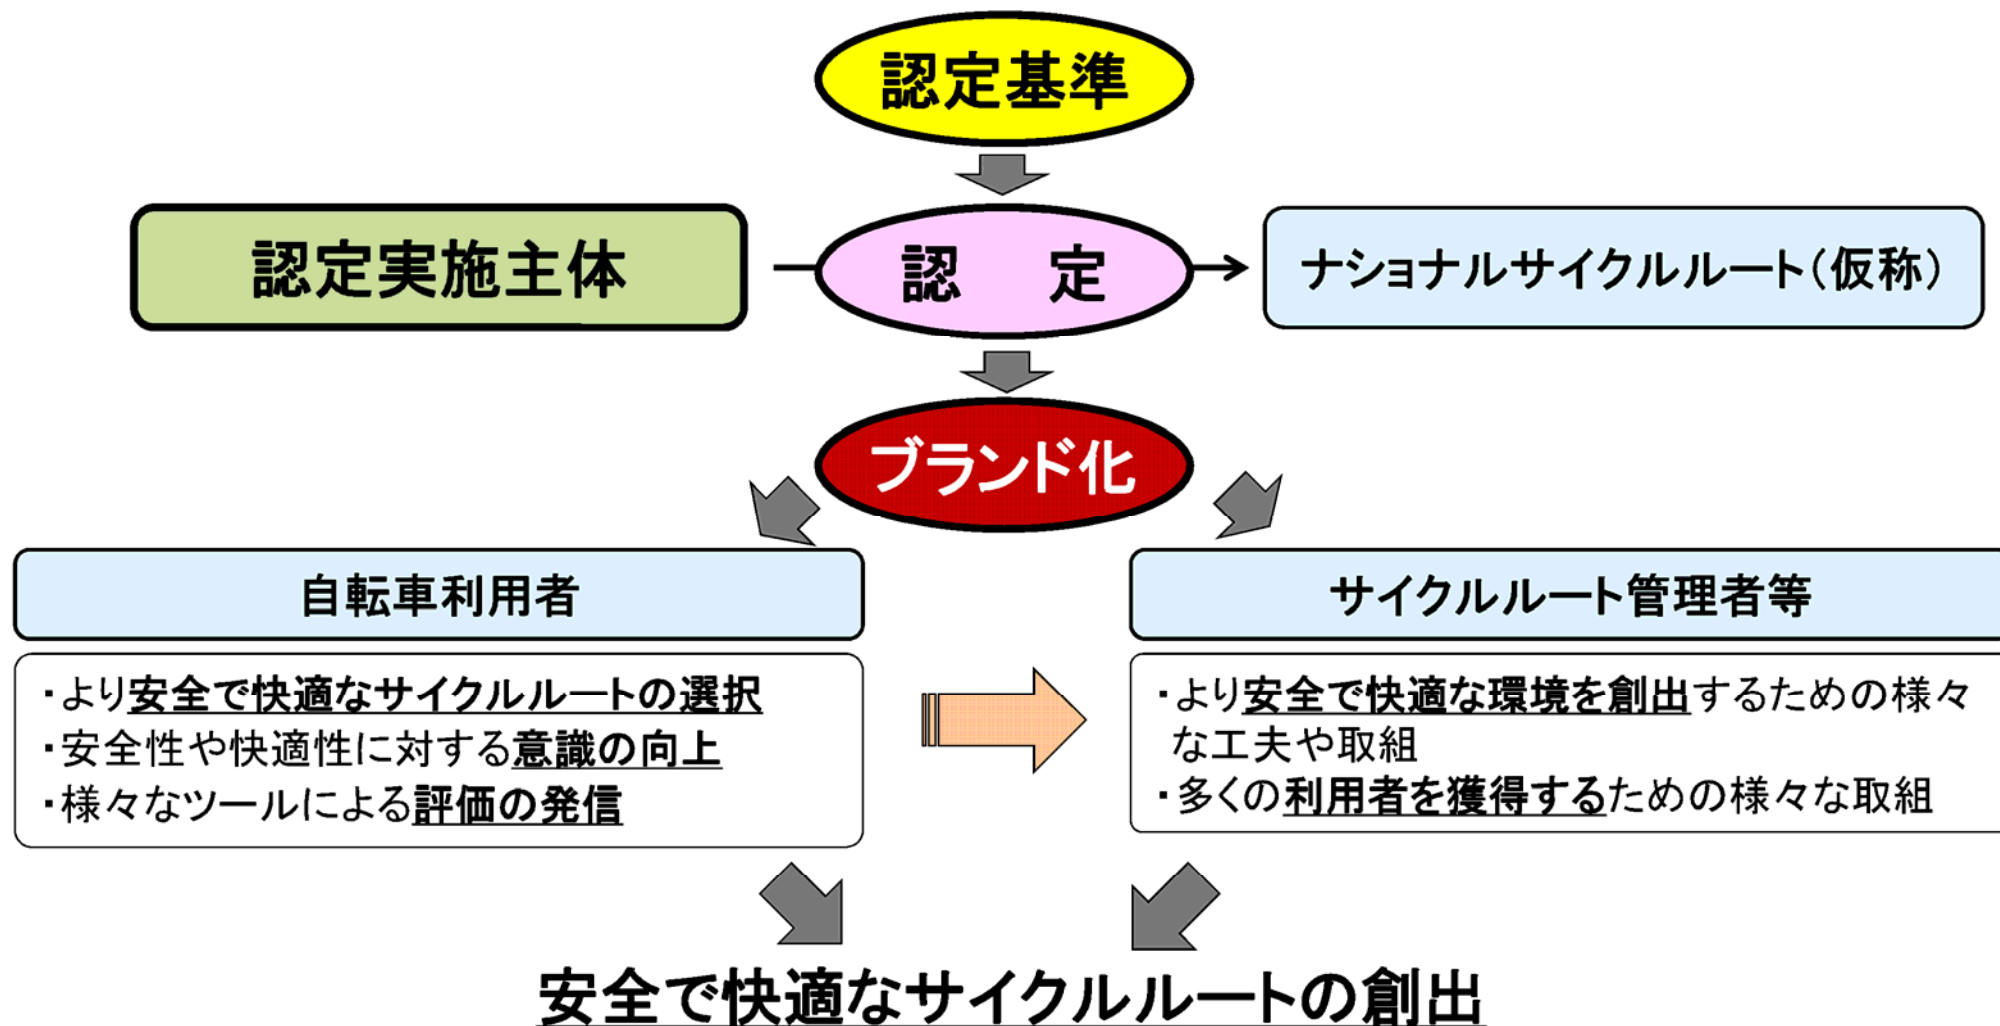 認定基準
認定実施主体
認　定
ナショナルサイクルルート（仮称）
ブランド化
自転車利用者
・より安全で快適なサイクルルートの選択
・安全性や快適性に対する意識の向上
・様々なツールによる評価の発信
サイクルルート管理者等
・より安全で快適な環境を創出するための様々
な工夫や取組
・多くの利用者を獲得するための様々な取組
安全で快適なサイクルルートの創出